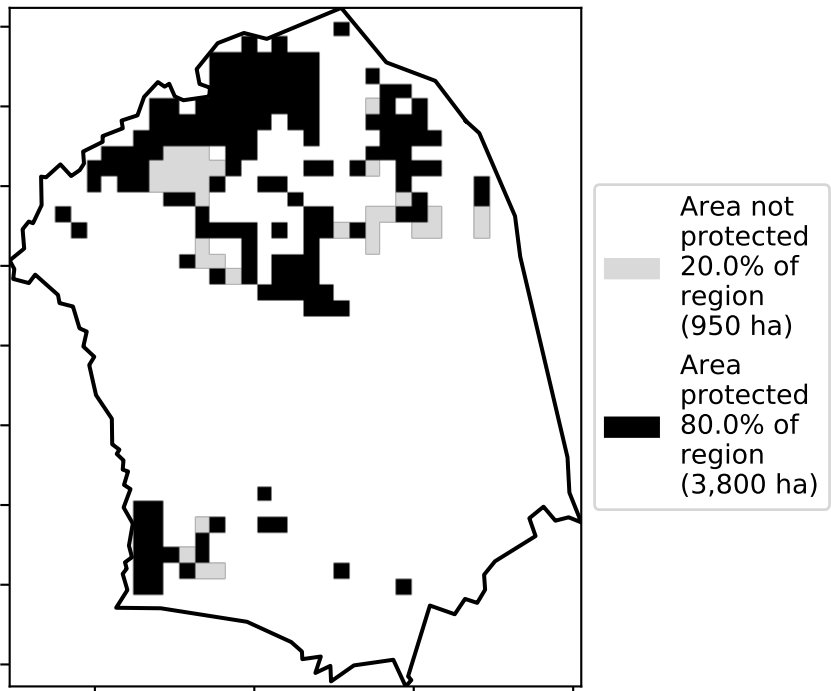 Area not
protected
20.0% of
region
(950 ha)
Area
protected
80.0% of
region
(3,800 ha)